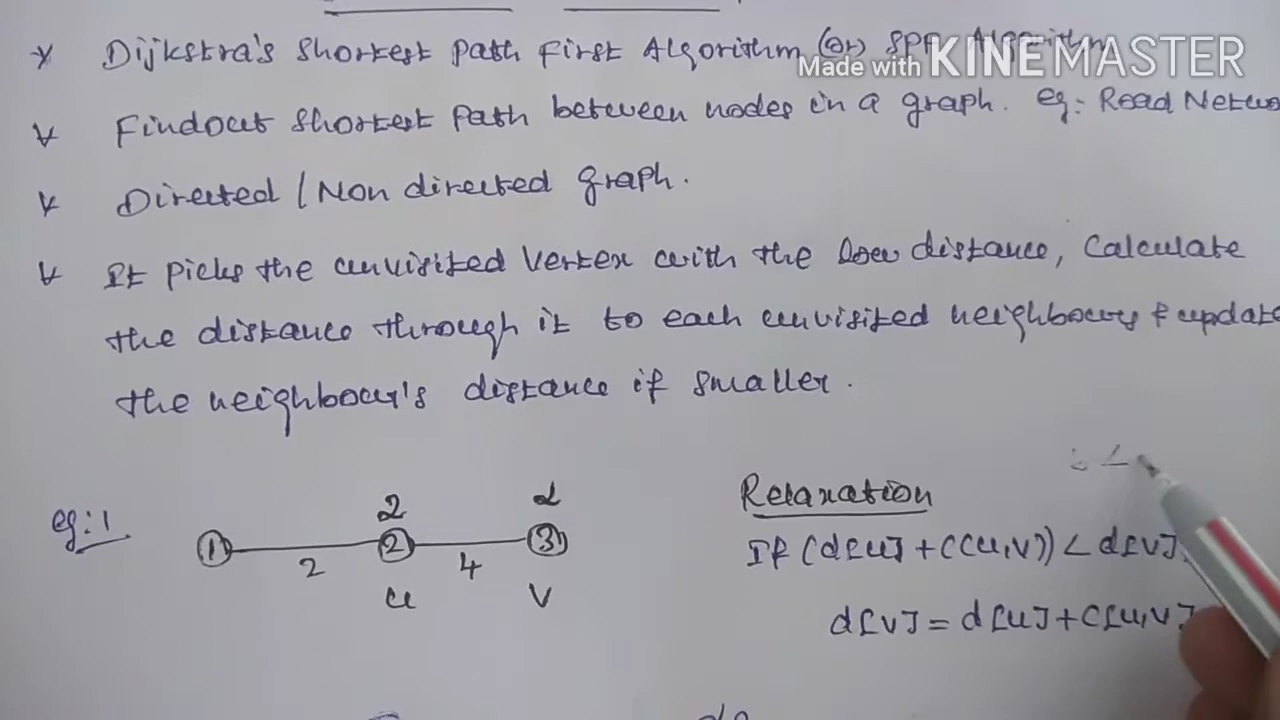 * Dijkstra's Shortest Path First Algorithm (or) SPF Algorithm
Made with KINEMASTER
* Findout Shortest Path between nodes in a graph. eg: Road Netwo
* Directed / Non directed graph.
* It picks the unvisited vertex with the low distance, Calculate
the distance through it to each unvisited neighbours & update
the neighbour's distance if smaller.
eg:1
2 α
1 2 3
2 4
u v
Relaxation
If (d[u] + C(u,v)) < d[v]
d[v] = d[u] + C[u,v]